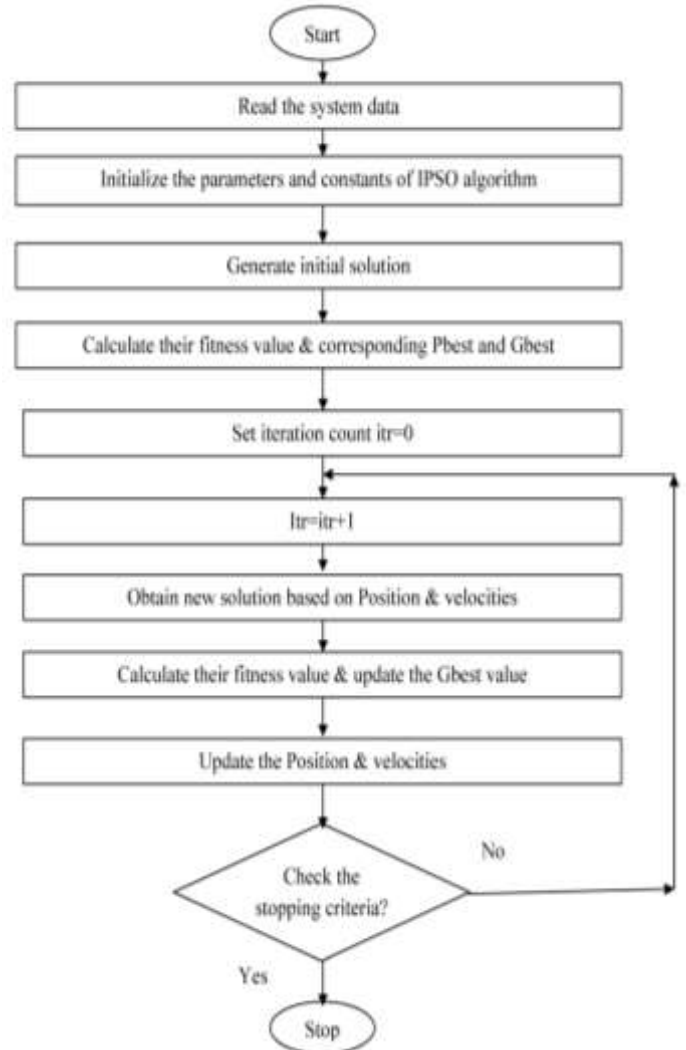 Start
Read the system data
Initialize the parameters and constants of IPSO algorithm
Generate initial solution
Calculate their fitness value & corresponding Pbest and Gbest
Set iteration count itr=0
Itr=itr+1
Obtain new solution based on Position & velocities
Calculate their fitness value & update the Gbest value
Update the Position & velocities
No
Check the
stopping criteria?
Yes
Stop